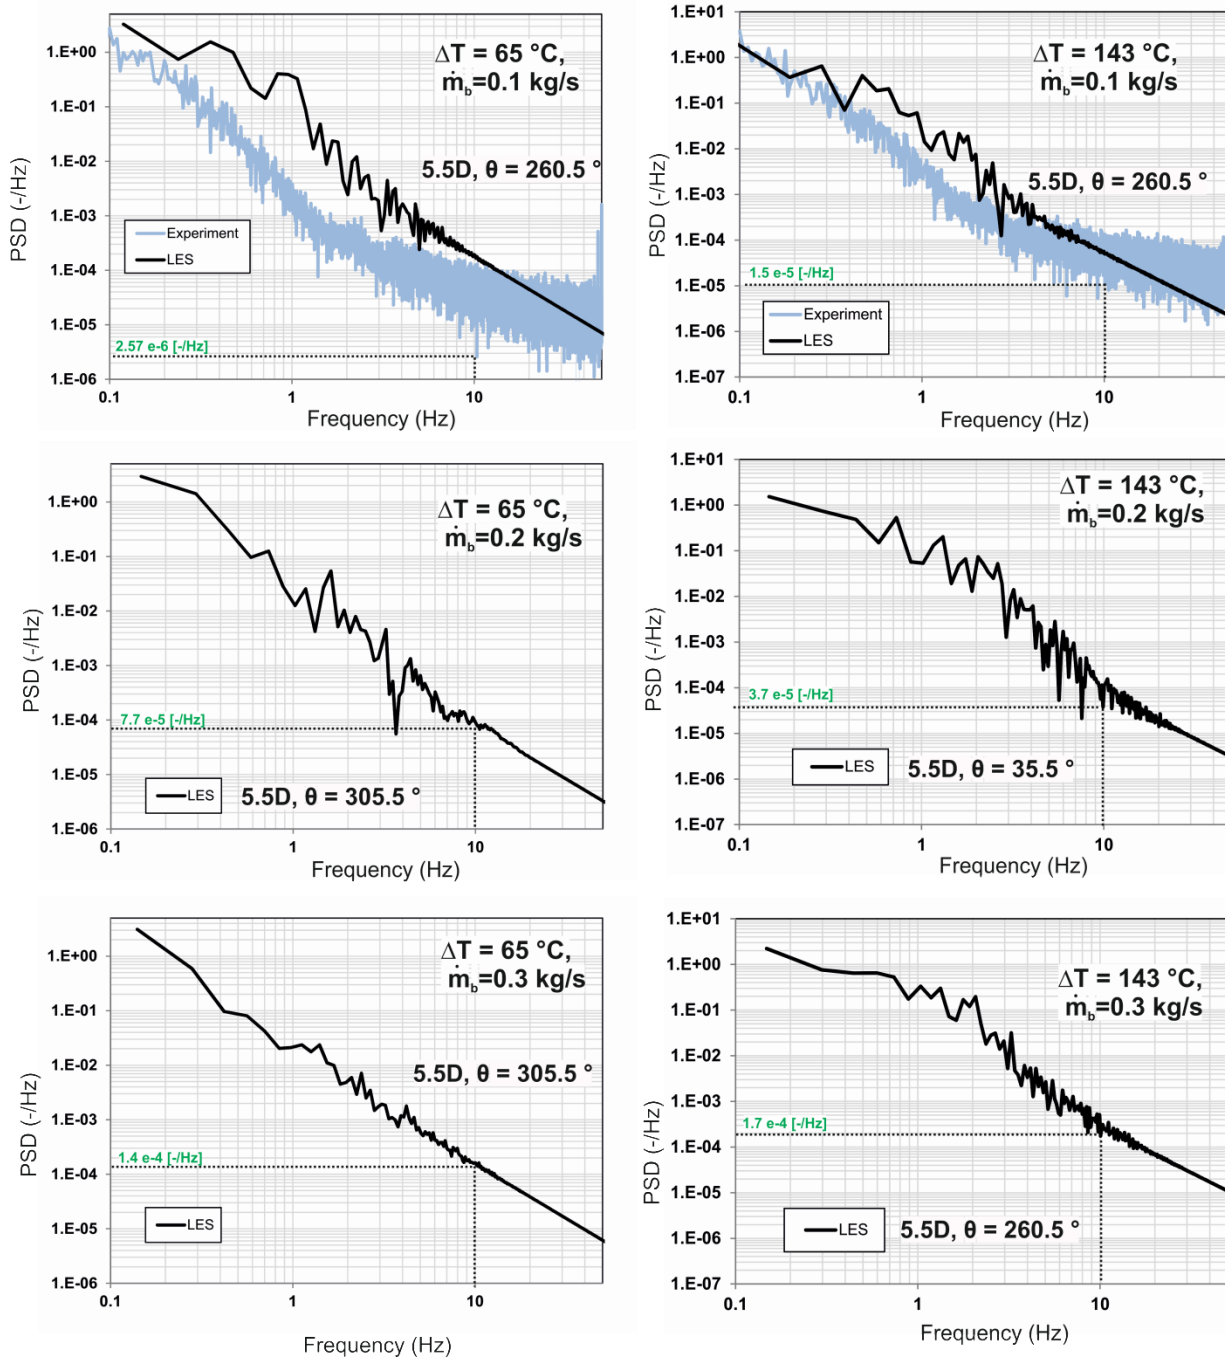 1.E+00
1.E-01
1.E-02
1.E-03
1.E-04
1.E-05
1.E-06
PSD (-/Hz)
ΔT = 65 °C,
ṁb=0.1 kg/s
5.5D, θ = 260.5 °
Experiment
LES
2.57 e-6 [-/Hz]
0.1
1
10
Frequency (Hz)
1.E+01
1.E+00
1.E-01
1.E-02
1.E-03
1.E-04
1.E-05
1.E-06
1.E-07
PSD (-/Hz)
ΔT = 143 °C,
ṁb=0.1 kg/s
5.5D, θ = 260.5 °
1.5 e-5 [-/Hz]
Experiment
LES
0.1
1
10
Frequency (Hz)
1.E+00
1.E-01
1.E-02
1.E-03
1.E-04
1.E-05
1.E-06
PSD (-/Hz)
ΔT = 65 °C,
ṁb=0.2 kg/s
7.7 e-5 [-/Hz]
LES
5.5D, θ = 305.5 °
0.1
1
10
Frequency (Hz)
1.E+01
1.E+00
1.E-01
1.E-02
1.E-03
1.E-04
1.E-05
1.E-06
1.E-07
PSD (-/Hz)
ΔT = 143 °C,
ṁb=0.2 kg/s
3.7 e-5 [-/Hz]
LES
5.5D, θ = 35.5 °
0.1
1
10
Frequency (Hz)
1.E+00
1.E-01
1.E-02
1.E-03
1.E-04
1.E-05
1.E-06
PSD (-/Hz)
ΔT = 65 °C,
ṁb=0.3 kg/s
5.5D, θ = 305.5 °
1.4 e-4 [-/Hz]
LES
0.1
1
10
Frequency (Hz)
1.E+01
1.E+00
1.E-01
1.E-02
1.E-03
1.E-04
1.E-05
1.E-06
1.E-07
PSD (-/Hz)
ΔT = 143 °C,
ṁb=0.3 kg/s
1.7 e-4 [-/Hz]
LES
5.5D, θ = 260.5 °
0.1
1
10
Frequency (Hz)